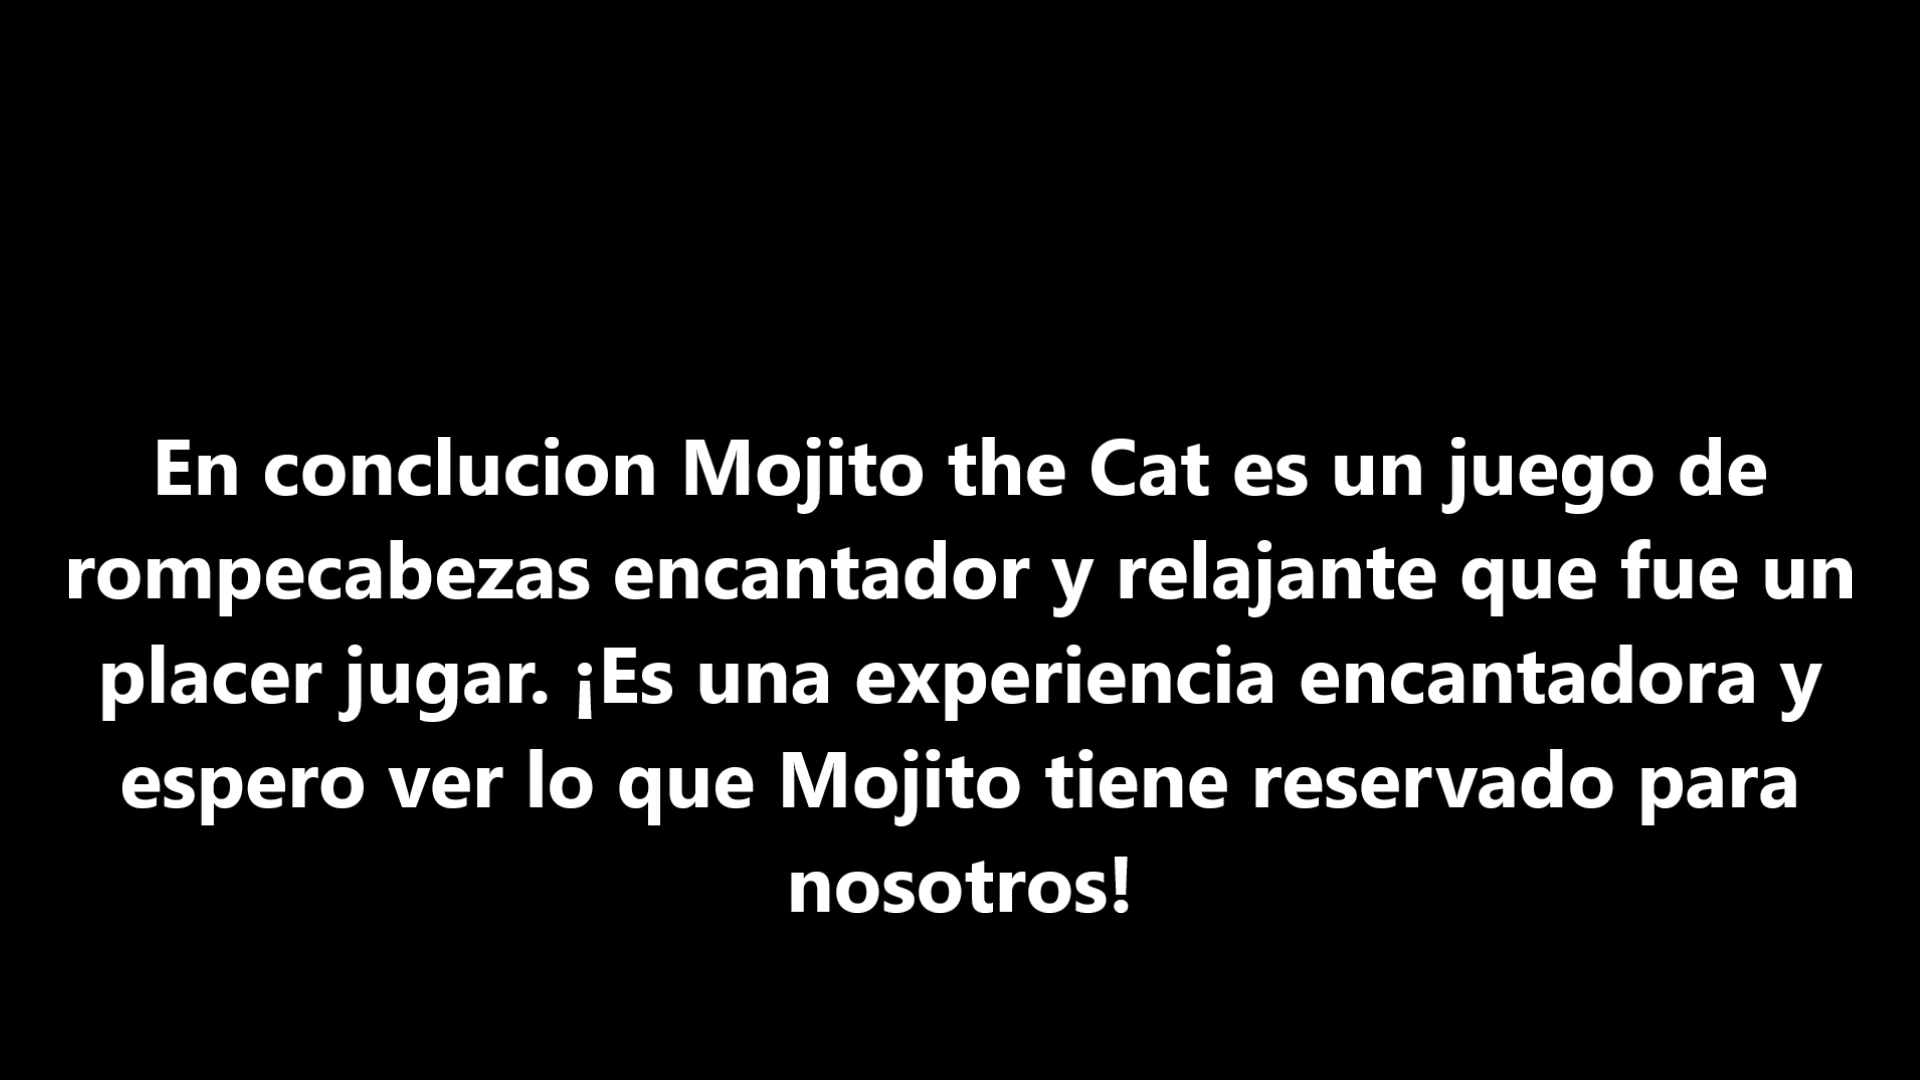 En conclucion Mojito the Cat es un juego de
rompecabezas encantador y relajante que fue un
placer jugar. ¡Es una experiencia encantadora y
espero ver lo que Mojito tiene reservado para
nosotros!